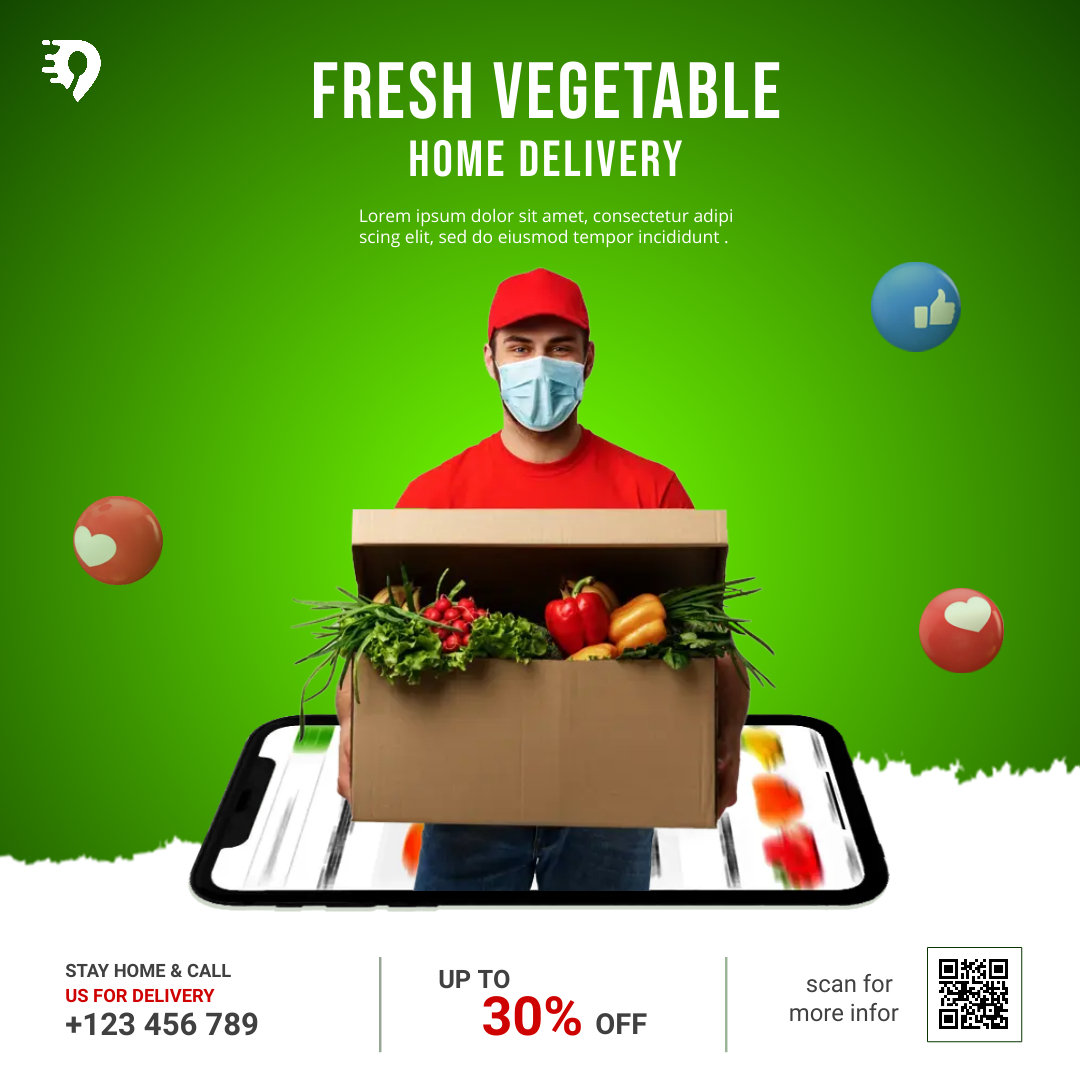 FRESH VEGETABLE
HOME DELIVERY
Lorem ipsum dolor sit amet, consectetur adipi
scing elit, sed do eiusmod tempor incididunt .
STAY HOME & CALL
US FOR DELIVERY
+123 456 789
UP TO
30% OFF
scan for
more infor